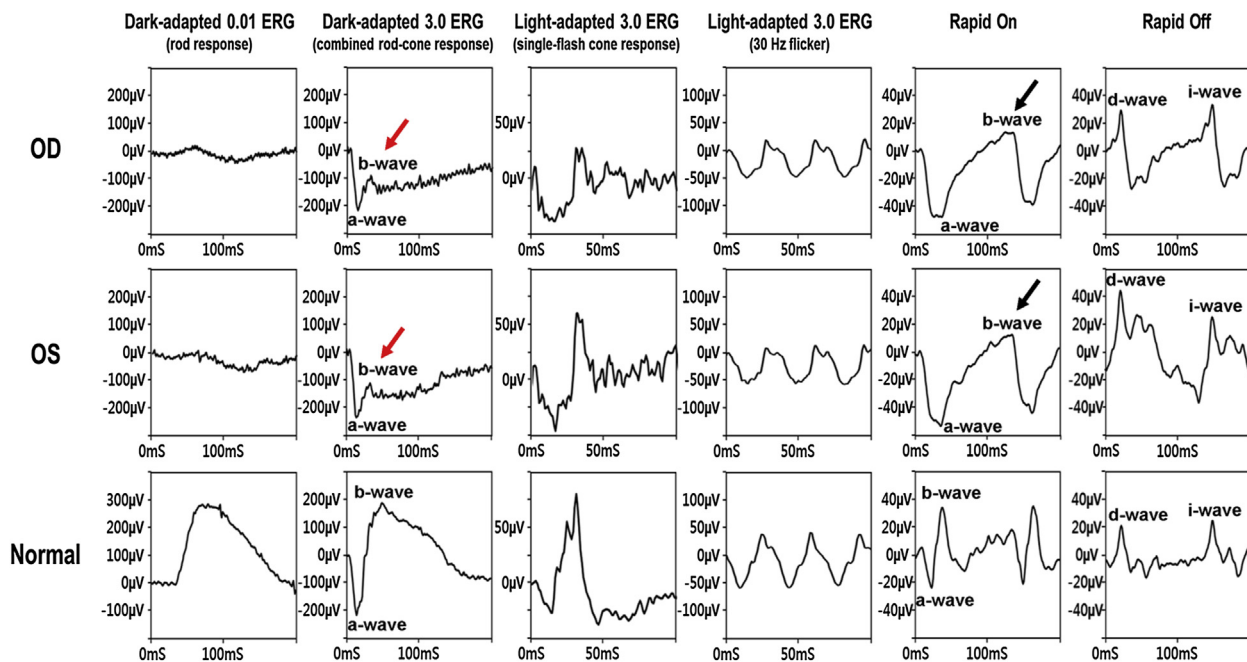 Dark-adapted 0.01 ERG
(rod response)
Dark-adapted 3.0 ERG
(combined rod-cone response)
Light-adapted 3.0 ERG
(single-flash cone response)
Light-adapted 3.0 ERG
(30 Hz flicker)
Rapid On
Rapid Off
OD
200μV
100μV
0μV
-100μV
-200μV
0mS 100mS
200μV
100μV
0μV
-100μV
-200μV
b-wave
a-wave
0mS 100mS
50μV
0μV
0mS 50mS
100μV
50μV
0μV
-50μV
-100μV
0mS 50mS
40μV
20μV
0μV
-20μV
-40μV
b-wave
a-wave
0mS 100mS
40μV
20μV
0μV
-20μV
-40μV
d-wave i-wave
0mS 100mS
OS
200μV
100μV
0μV
-100μV
-200μV
0mS 100mS
200μV
100μV
0μV
-100μV
-200μV
b-wave
a-wave
0mS 100mS
50μV
0μV
0mS 50mS
100μV
50μV
0μV
-50μV
-100μV
0mS 50mS
40μV
20μV
0μV
-20μV
-40μV
b-wave
a-wave
0mS 100mS
40μV
20μV
0μV
-20μV
-40μV
d-wave
i-wave
0mS 100mS
Normal
300μV
200μV
100μV
0μV
-100μV
0mS 100mS
200μV
100μV
0μV
-100μV
-200μV
b-wave
a-wave
0mS 100mS
50μV
0μV
0mS 50mS
100μV
50μV
0μV
-50μV
-100μV
0mS 50mS
40μV
20μV
0μV
-20μV
-40μV
b-wave
a-wave
0mS 100mS
40μV
20μV
0μV
-20μV
-40μV
d-wave i-wave
0mS 100mS